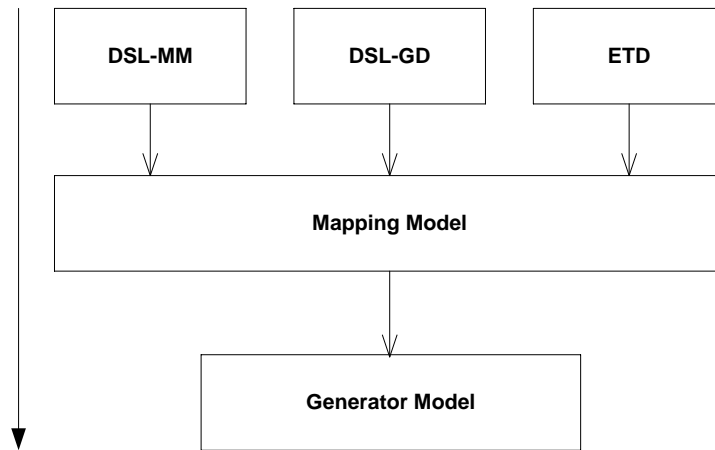 DSL-MM
DSL-GD
ETD
Mapping Model
Generator Model